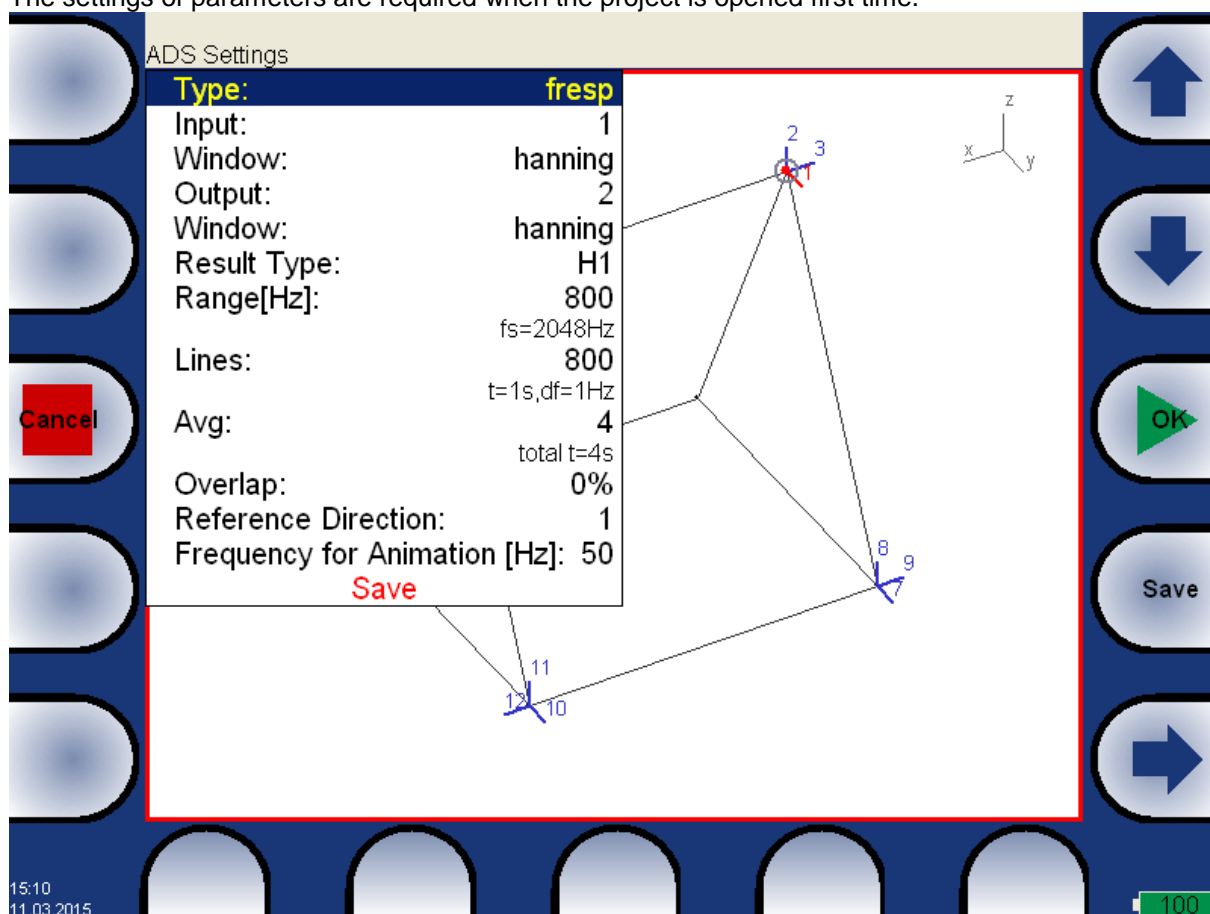 The settings of parameters are required when the project is opened first time.
ADS Settings
Type: fresp
Input: 1
Window: hanning
Output: 2
Window: hanning
Result Type: H1
Range[Hz]: 800
fs=2048Hz
Lines: 800
t=1s,df=1Hz
Avg: 4
total t=4s
Overlap: 0%
Reference Direction: 1
Frequency for Animation [Hz]: 50
Save
z
x
y
2
3
1
8
9
7
11
12
10
Cancel
OK
Save
15:10
11.03.2015
100